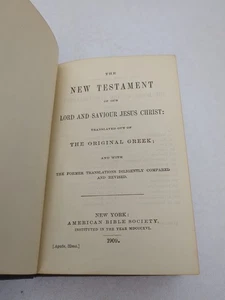 THE
NEW TESTAMENT
OF OUR
LORD AND SAVIOUR JESUS CHRIST:
TRANSLATED OUT OF
THE ORIGINAL GREEK;
AND WITH
THE FORMER TRANSLATIONS DILIGENTLY COMPARED
AND REVISED.
NEW YORK:
AMERICAN BIBLE SOCIETY,
INSTITUTED IN THE YEAR MDCCCXVI.
1909.